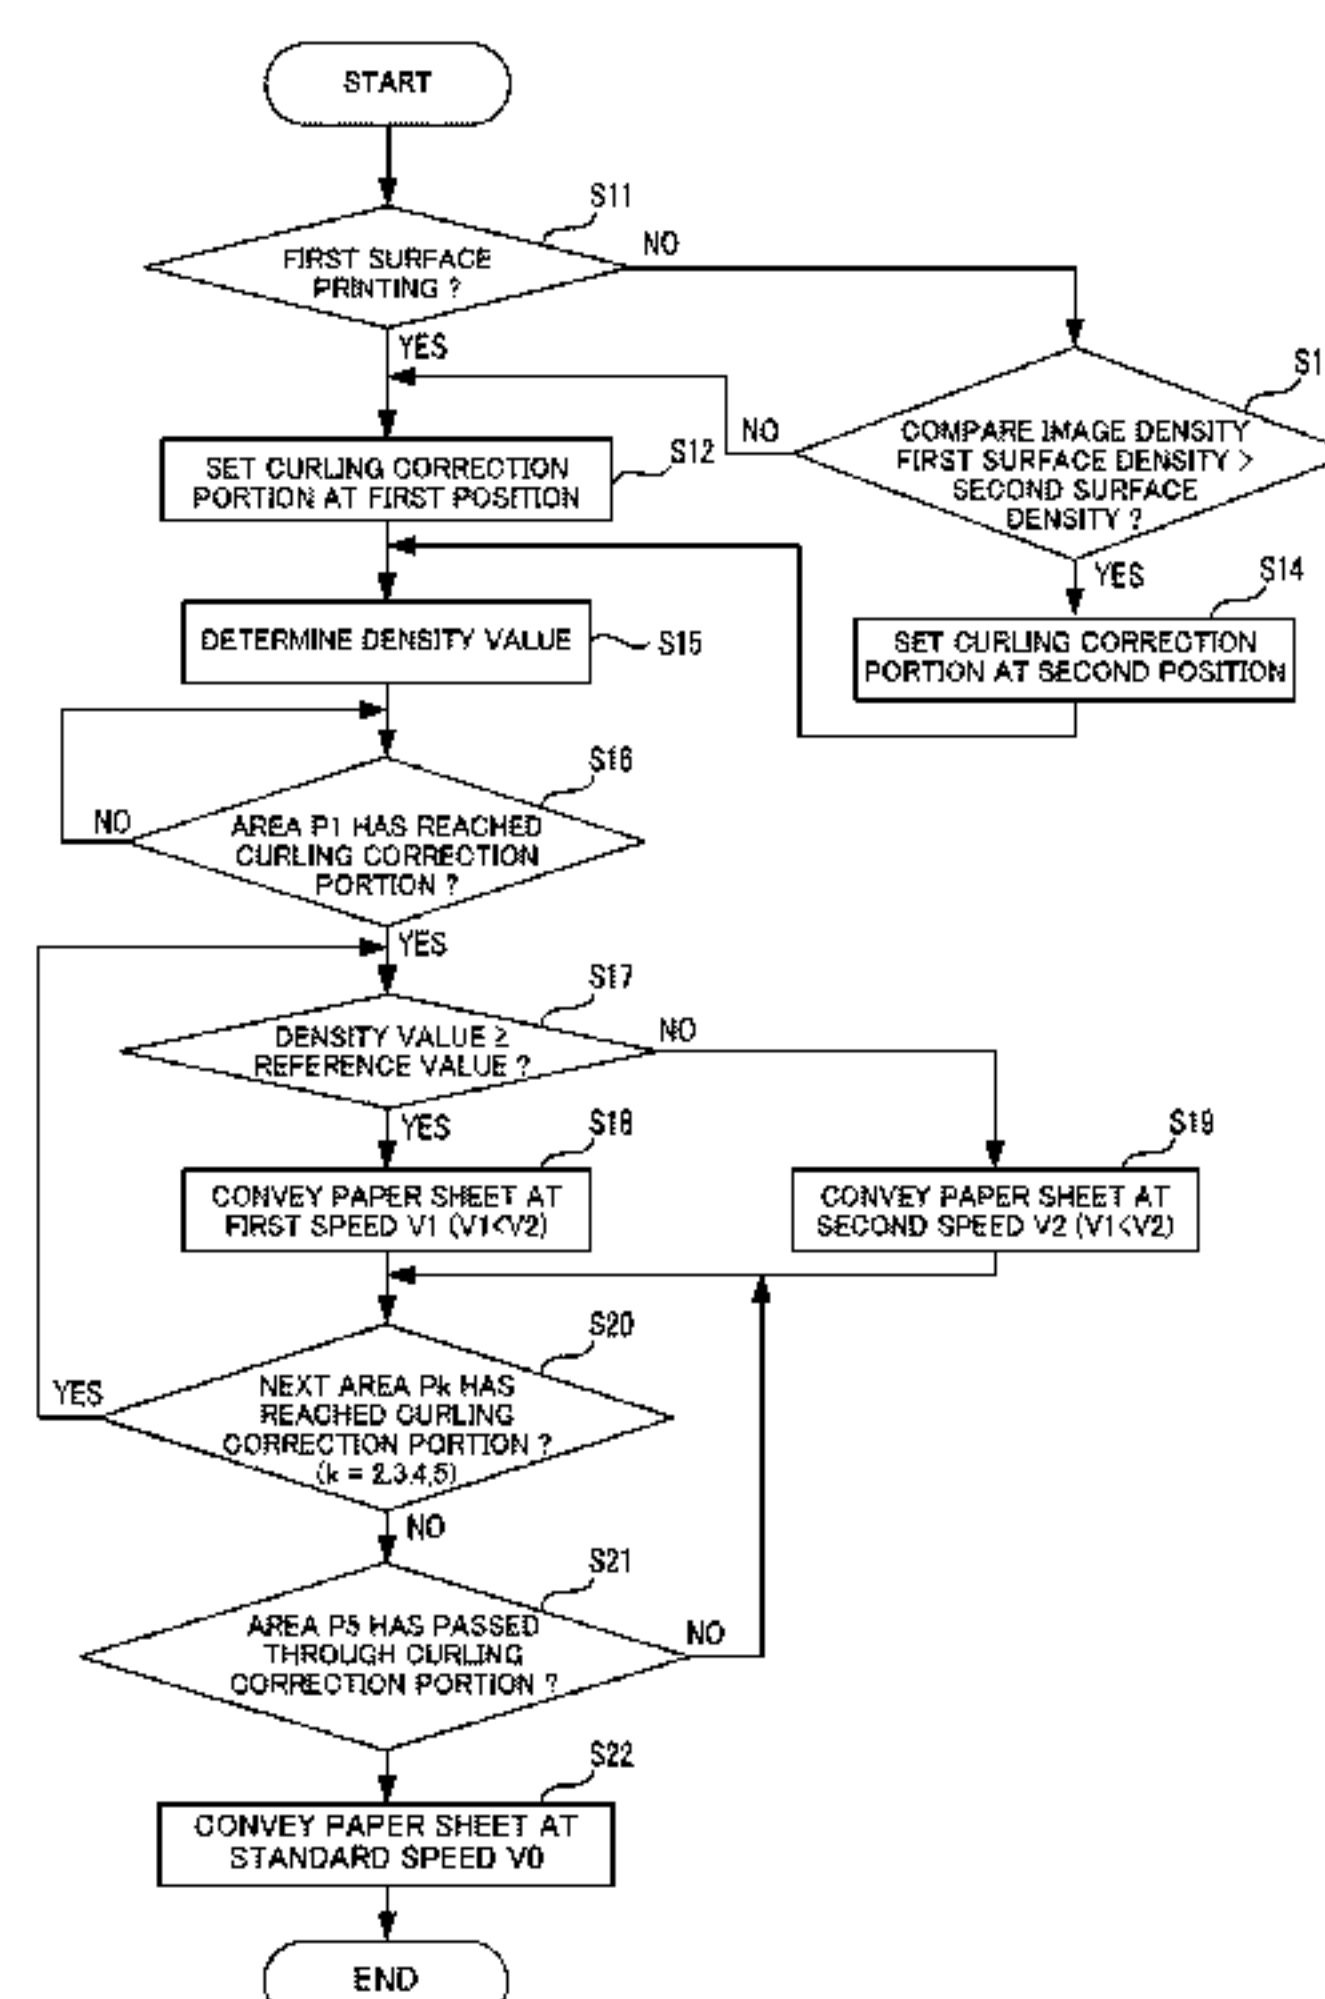 START
S11
FIRST SURFACE
PRINTING ?
NO
YES
S1
COMPARE IMAGE DENSITY
FIRST SURFACE DENSITY >
SECOND SURFACE
DENSITY ?
NO
YES
S12
SET CURLING CORRECTION
PORTION AT FIRST POSITION
S14
SET CURLING CORRECTION
PORTION AT SECOND POSITION
DETERMINE DENSITY VALUE
S15
S16
AREA P1 HAS REACHED
CURLING CORRECTION
PORTION ?
NO
YES
S17
DENSITY VALUE ≥
REFERENCE VALUE ?
NO
YES
S18
CONVEY PAPER SHEET AT
FIRST SPEED V1 (V1<V2)
S19
CONVEY PAPER SHEET AT
SECOND SPEED V2 (V1<V2)
S20
NEXT AREA Pk HAS
REACHED CURLING
CORRECTION PORTION ?
(k = 2,3,4,5)
YES
NO
S21
AREA P5 HAS PASSED
THROUGH CURLING
CORRECTION PORTION ?
NO
S22
CONVEY PAPER SHEET AT
STANDARD SPEED V0
END